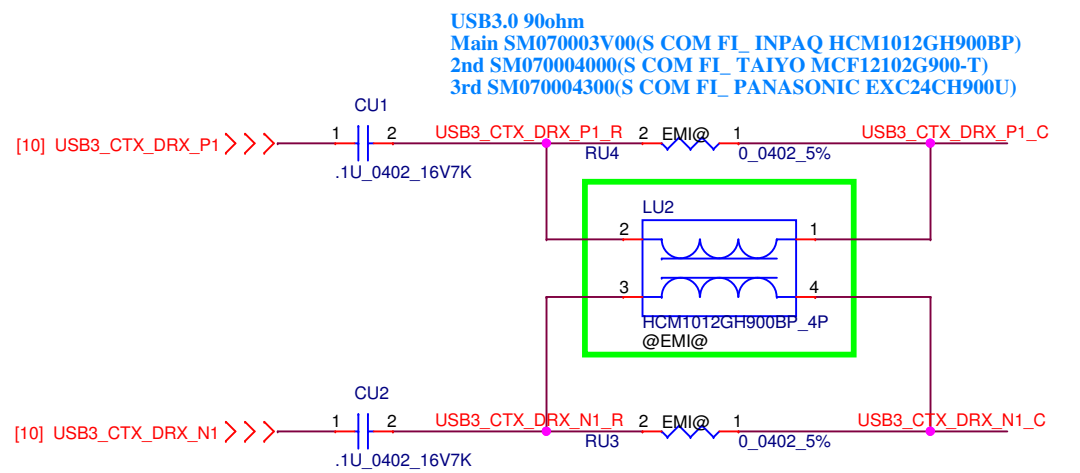 USB3.0 90ohm
Main SM070003V00(S COM FI_ INPAQ HCM1012GH900BP)
2nd SM070004000(S COM FI_ TAIYO MCF12102G900-T)
3rd SM070004300(S COM FI_ PANASONIC EXC24CH900U)
CU1
[10] USB3_CTX_DRX_P1
1 2
USB3_CTX_DRX_P1_R
2 EMI@ 1
USB3_CTX_DRX_P1_C
RU4
0_0402_5%
.1U_0402_16V7K
LU2
2 1
3 4
HCM1012GH900BP_4P
@EMI@
CU2
[10] USB3_CTX_DRX_N1
1 2
USB3_CTX_DRX_N1_R
2 EMI@ 1
USB3_CTX_DRX_N1_C
RU3
0_0402_5%
.1U_0402_16V7K